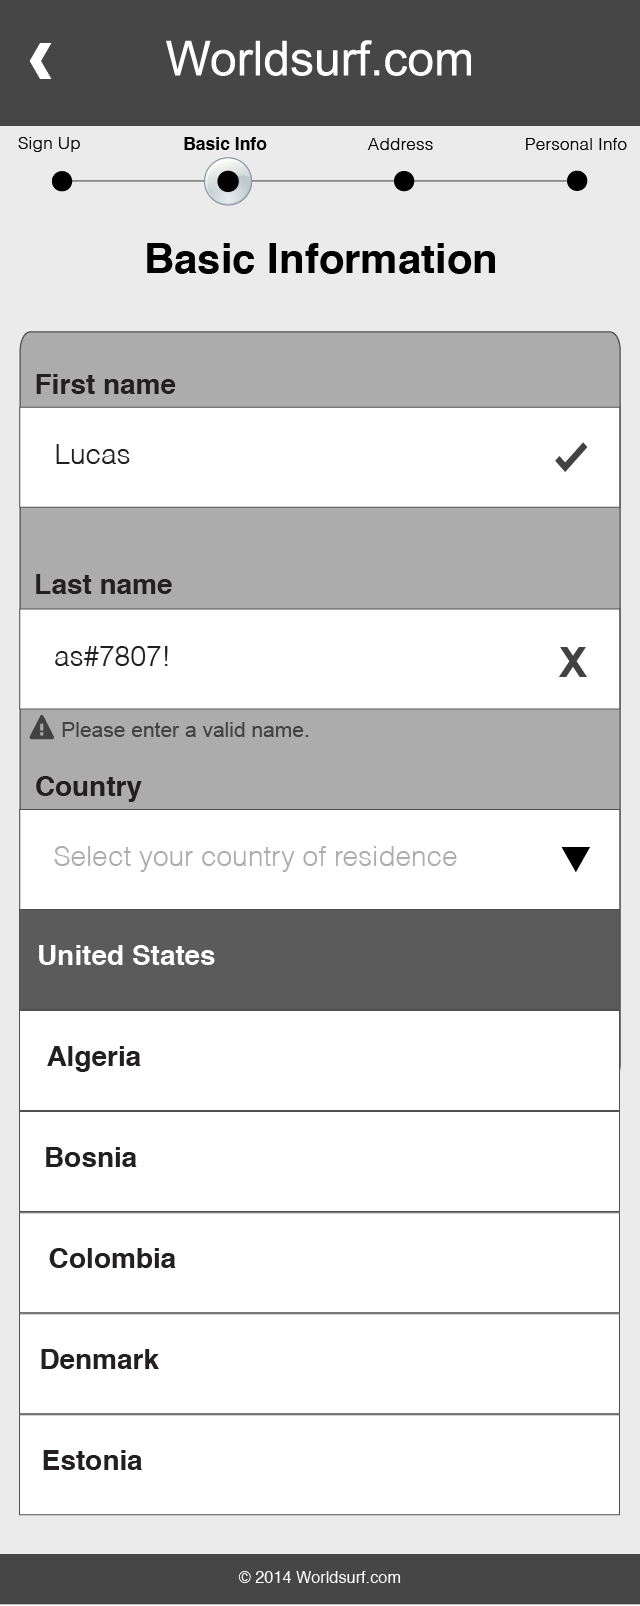 Worldsurf.com
Sign Up Basic Info Address Personal Info
Basic Information
First name
Lucas
Last name
as#7807!
Please enter a valid name.
Country
Select your country of residence
United States
Algeria
Bosnia
Colombia
Denmark
Estonia
© 2014 Worldsurf.com